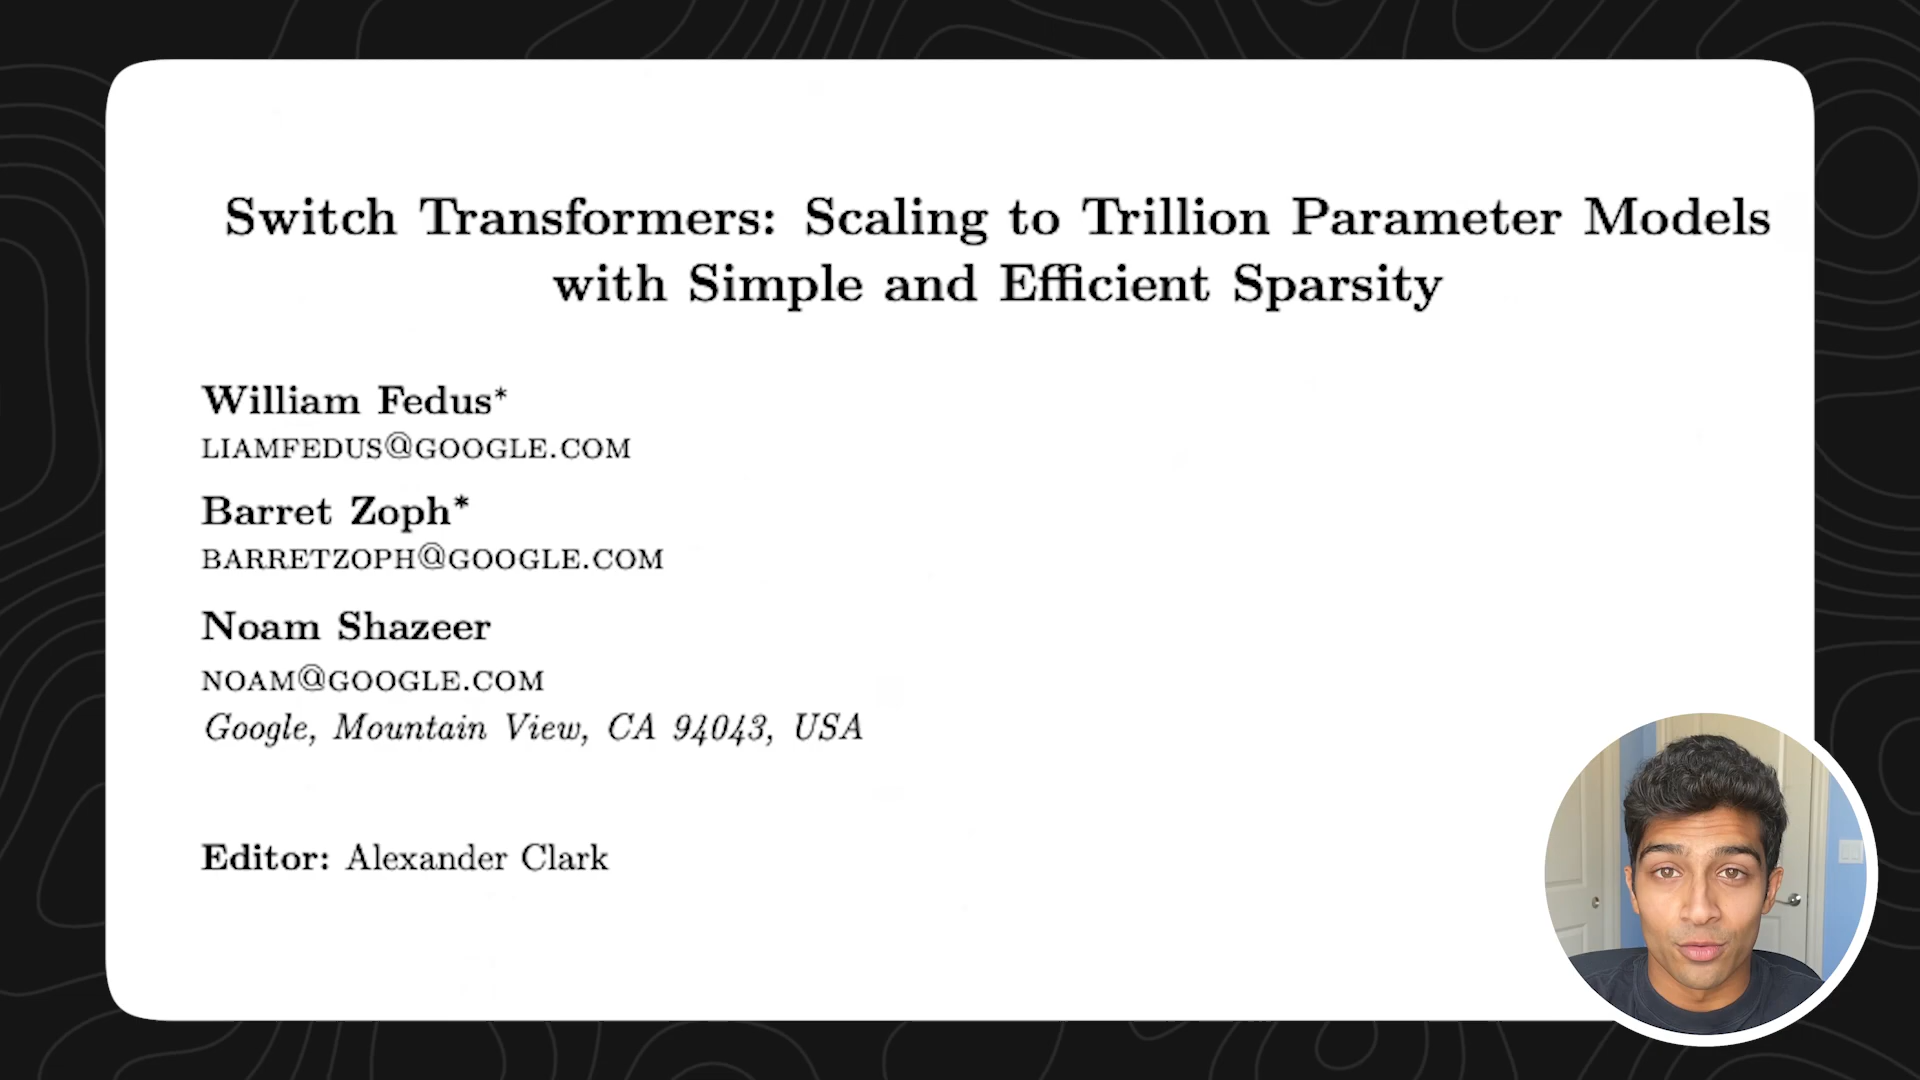 Switch Transformers: Scaling to Trillion Parameter Models
with Simple and Efficient Sparsity
William Fedus*
LIAMFEDUS@GOOGLE.COM
Barret Zoph*
BARRETZOPH@GOOGLE.COM
Noam Shazeer
NOAM@GOOGLE.COM
Google, Mountain View, CA 94043, USA
Editor: Alexander Clark